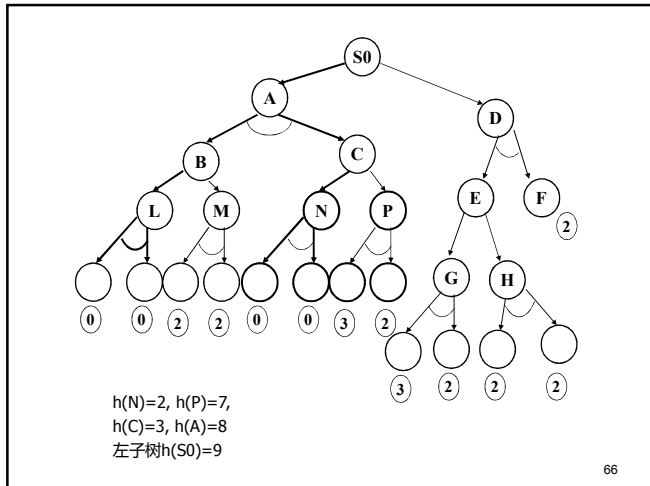 S0
A
D
B
C
L
M
N
P
E
F
2
G
H
0
0
2
2
0
0
3
2
3
2
2
2
h(N)=2, h(P)=7,
h(C)=3, h(A)=8
左子树h(S0)=9
66